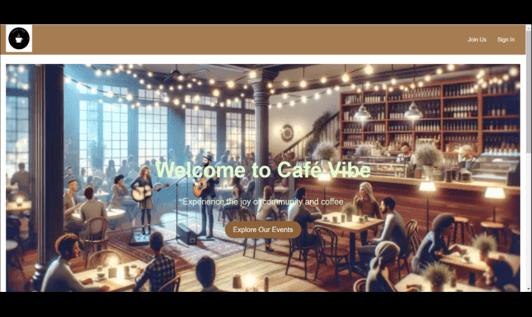 Join Us Sign In
Welcome to Café Vibe
Experience the joy of community and coffee
Explore Our Events